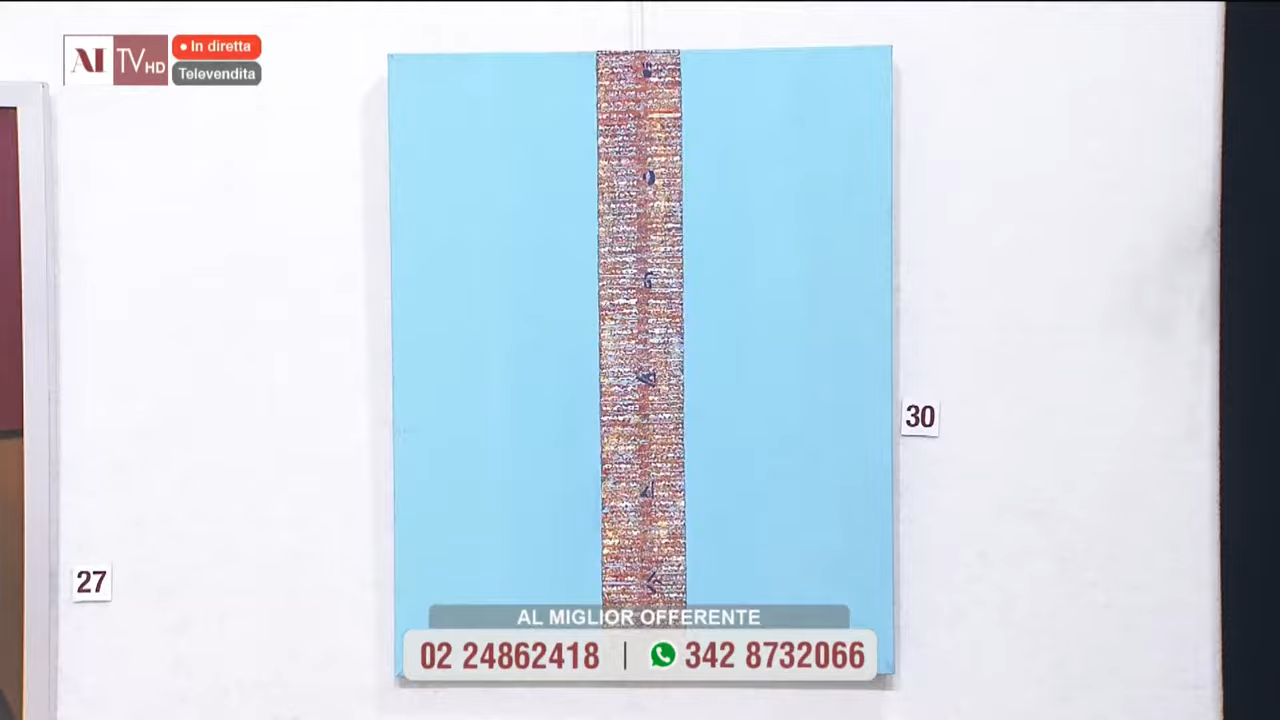 AI TV HD
In diretta
Televendita
30
27
AL MIGLIOR OFFERENTE
02 24862418 | 342 8732066